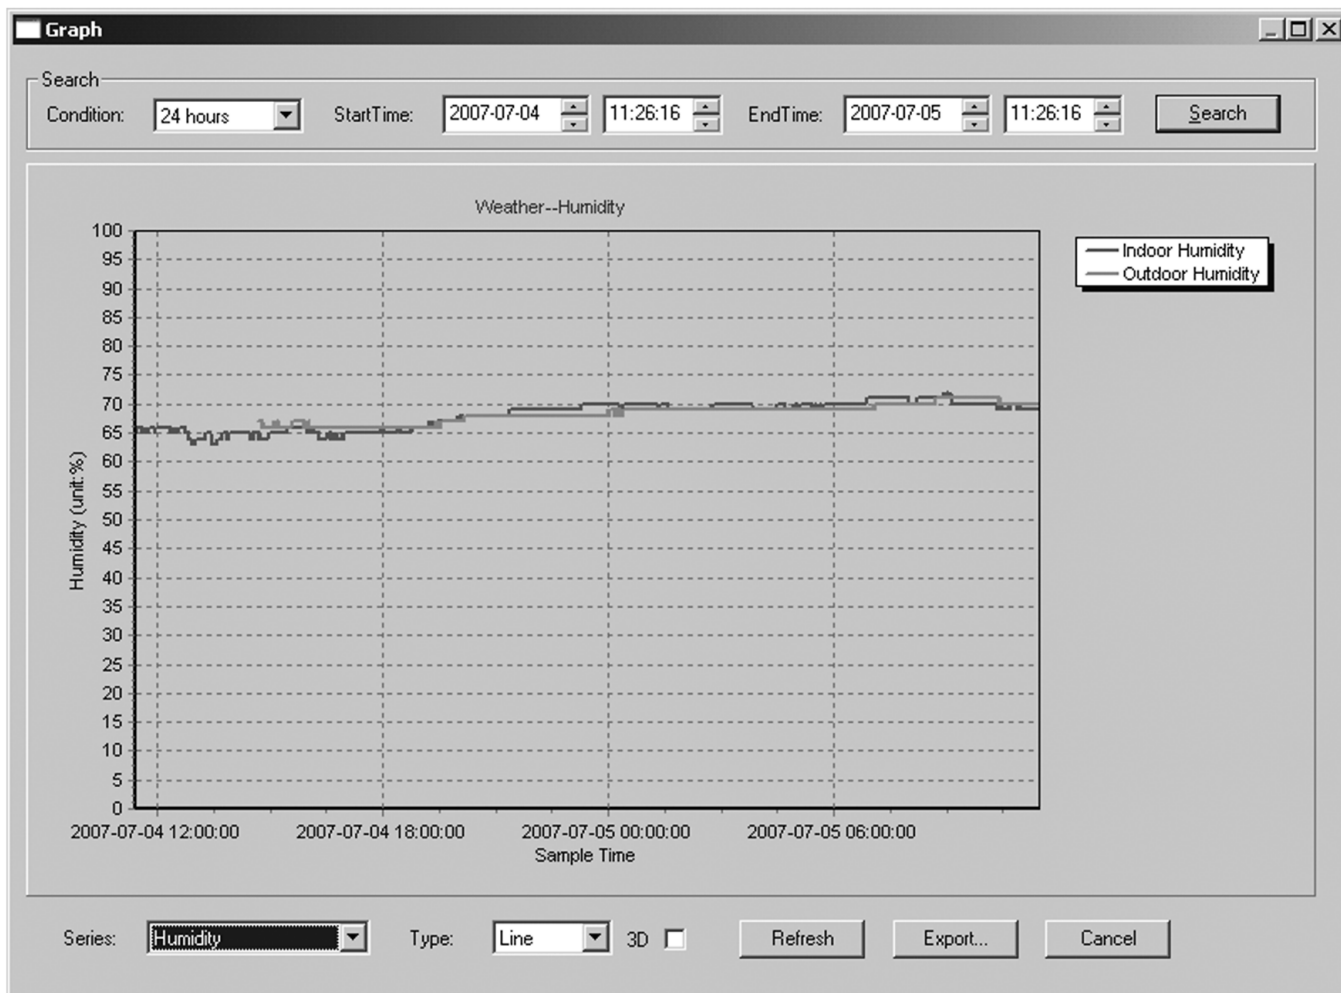 Graph
Search
Condition: 24 hours StartTime: 2007-07-04 11:26:16 EndTime: 2007-07-05 11:26:16 Search
Weather--Humidity
100
95
90
85
80
75
70
65
60
55
50
45
40
35
30
25
20
15
10
5
0
Humidity (unit:%)
Indoor Humidity
Outdoor Humidity
2007-07-04 12:00:00 2007-07-04 18:00:00 2007-07-05 00:00:00 2007-07-05 06:00:00
Sample Time
Series: Humidity Type: Line 3D Refresh Export... Cancel